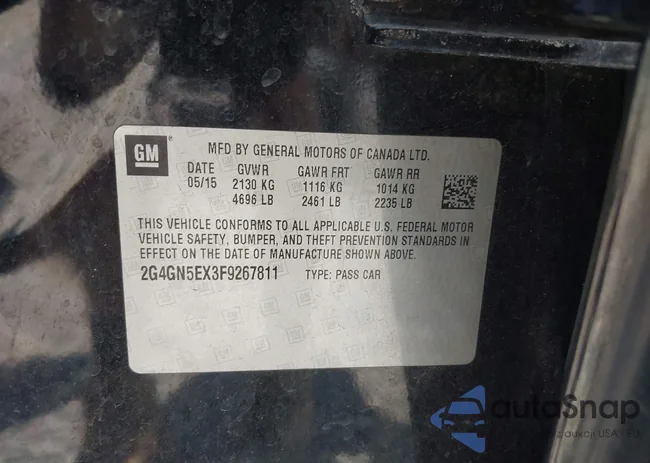 GM ®
MFD BY GENERAL MOTORS OF CANADA LTD.
DATE GVWR GAWR FRT GAWR RR
05/15 2130 KG 1116 KG 1014 KG
4696 LB 2461 LB 2235 LB
THIS VEHICLE CONFORMS TO ALL APPLICABLE U.S. FEDERAL MOTOR
VEHICLE SAFETY, BUMPER, AND THEFT PREVENTION STANDARDS IN
EFFECT ON THE DATE OF MANUFACTURE SHOWN ABOVE.
2G4GN5EX3F9267811 TYPE: PASS CAR
autoSnap
z aukcji USA I EU